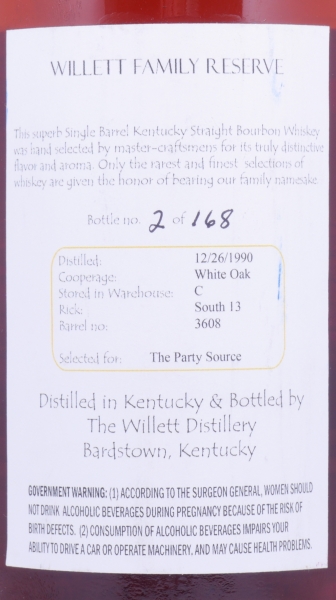 WILLETT FAMILY RESERVE
This superb Single Barrel Kentucky Straight Bourbon Whiskey
was hand selected by master-craftsmens for its truly distinctive
flavor and aroma. Only the rarest and finest selections of
whiskey are given the honor of bearing our family namesake.
Bottle no. 2 of 168
Distilled: 12/26/1990
Cooperage: White Oak
Stored in Warehouse: C
Rick: South 13
Barrel no: 3608
Selected for: The Party Source
Distilled in Kentucky & Bottled by
The Willett Distillery
Bardstown, Kentucky
GOVERNMENT WARNING: (1) ACCORDING TO THE SURGEON GENERAL, WOMEN SHOULD
NOT DRINK ALCOHOLIC BEVERAGES DURING PREGNANCY BECAUSE OF THE RISK OF
BIRTH DEFECTS. (2) CONSUMPTION OF ALCOHOLIC BEVERAGES IMPAIRS YOUR
ABILITY TO DRIVE A CAR OR OPERATE MACHINERY, AND MAY CAUSE HEALTH PROBLEMS.